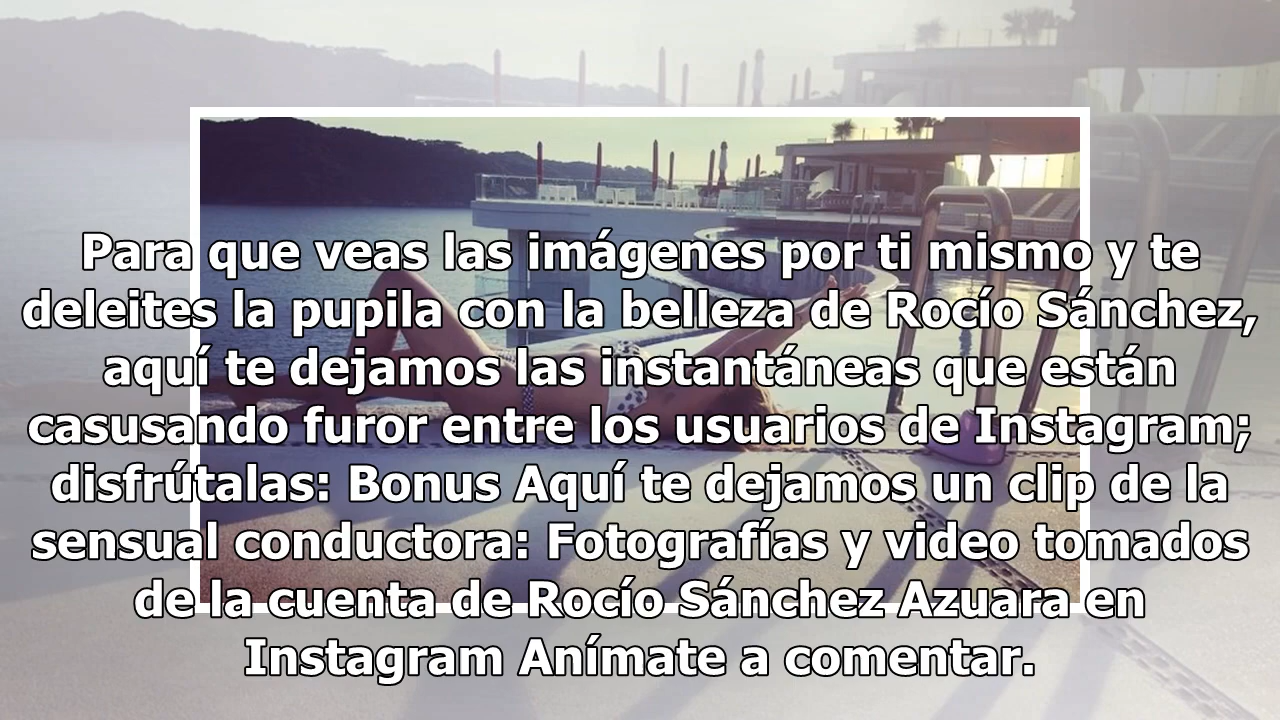 Para que veas las imágenes por ti mismo y te
deleites la pupila con la belleza de Rocío Sánchez,
aquí te dejamos las instantáneas que están
casusando furor entre los usuarios de Instagram;
disfrútalas: Bonus Aquí te dejamos un clip de la
sensual conductora: Fotografías y video tomados
de la cuenta de Rocío Sánchez Azuara en
Instagram Anímate a comentar.